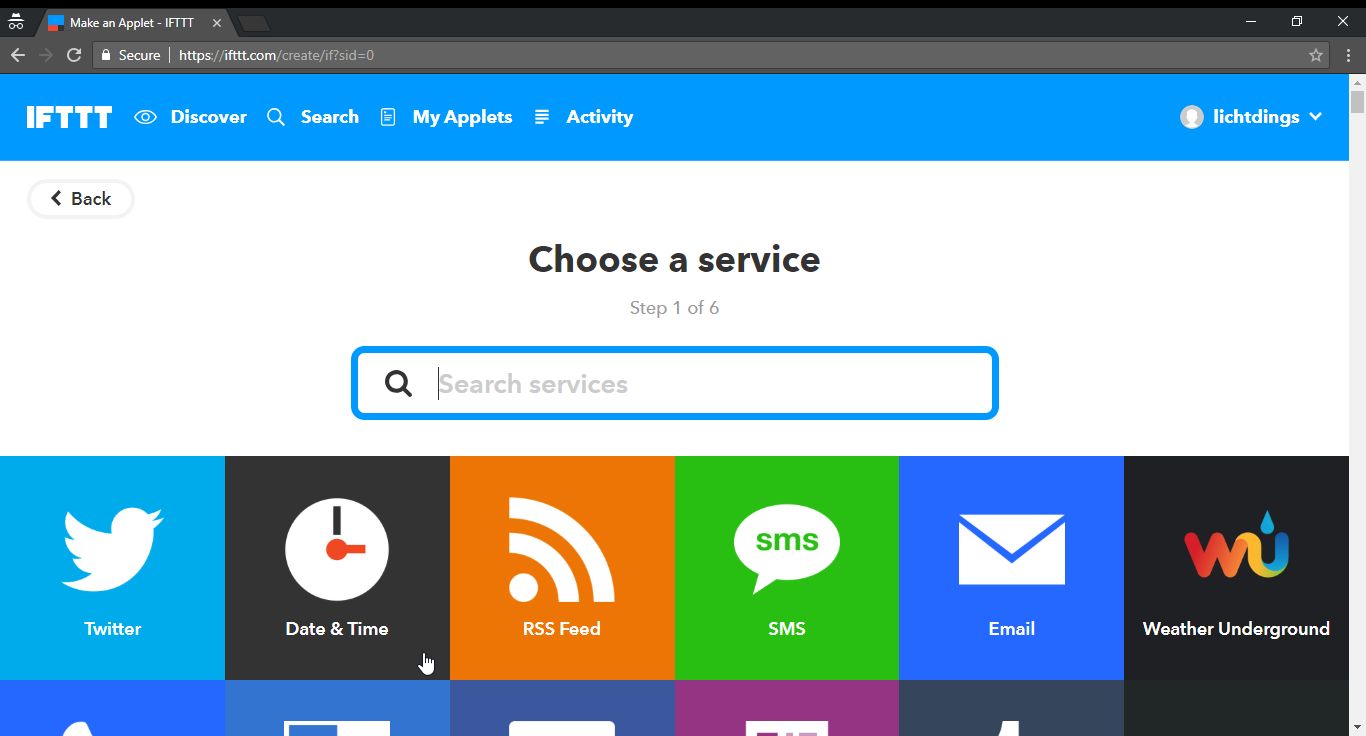 Make an Applet - IFTTT
Secure https://ifttt.com/create/if?sid=0
IFTTT Discover Search My Applets Activity lichtdings
Back
Choose a service
Step 1 of 6
Search services
sms
wu
Twitter Date & Time RSS Feed SMS Email Weather Underground